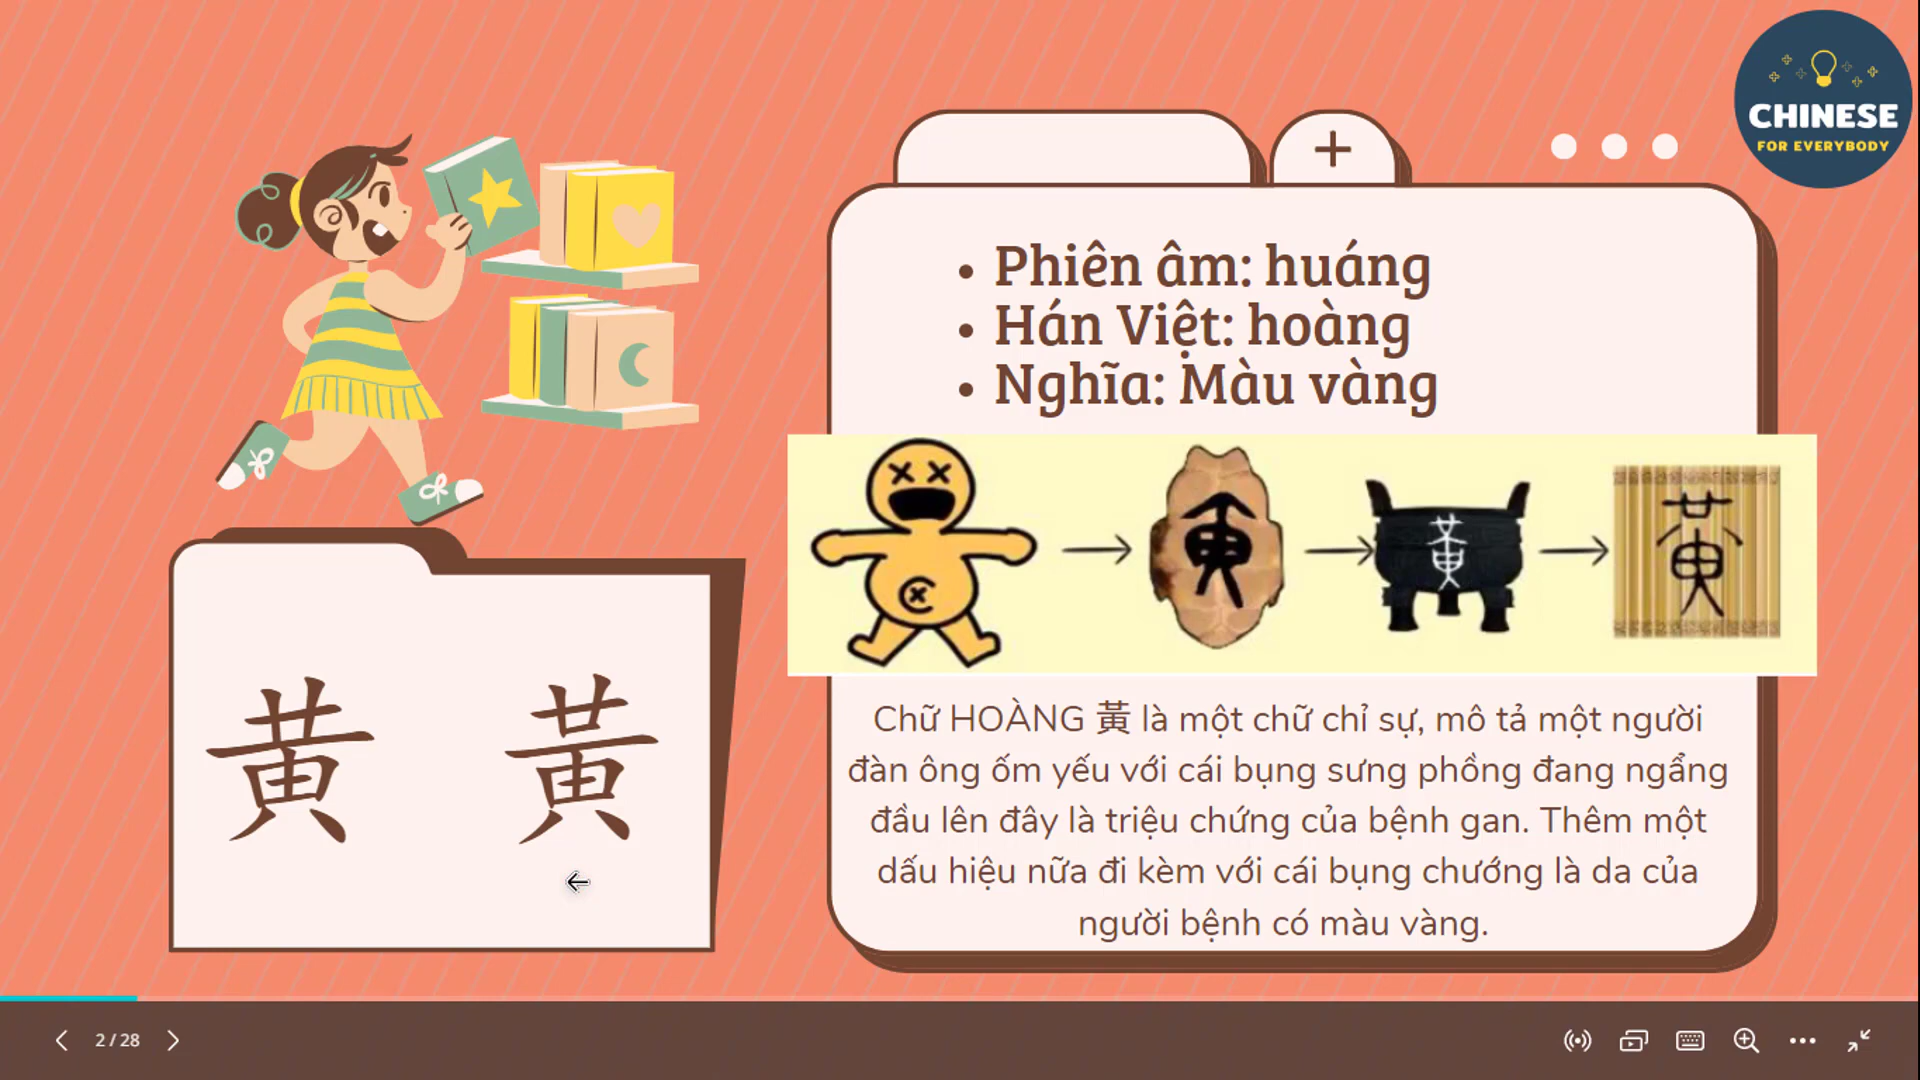 CHINESE
FOR EVERYBODY
+
• Phiên âm: huáng
• Hán Việt: hoàng
• Nghĩa: Màu vàng
黄 黃
Chữ HOÀNG 黃 là một chữ chỉ sự, mô tả một người
đàn ông ốm yếu với cái bụng sưng phồng đang ngẩng
đầu lên đây là triệu chứng của bệnh gan. Thêm một
dấu hiệu nữa đi kèm với cái bụng chướng là da của
người bệnh có màu vàng.
2 / 28